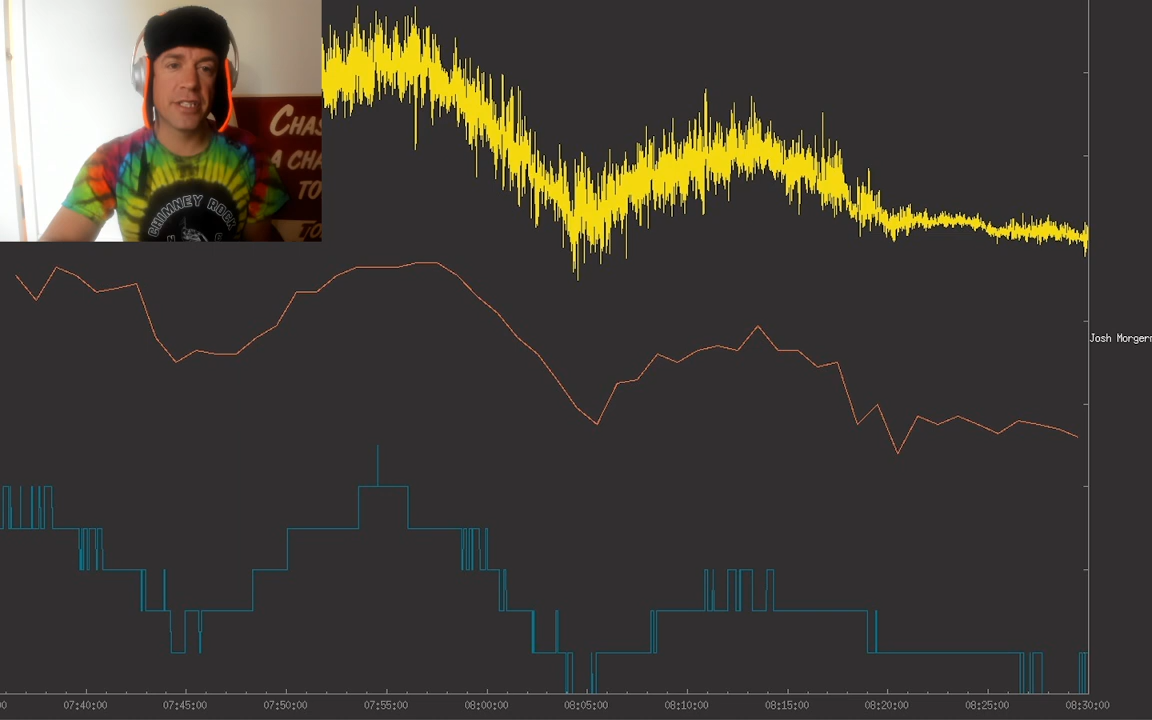 CHAS
A CHA
TO
TO
CHIMNEY ROCK
Josh Morgern
07:40:00 07:45:00 07:50:00 07:55:00 08:00:00 08:05:00 08:10:00 08:15:00 08:20:00 08:25:00 08:30:00